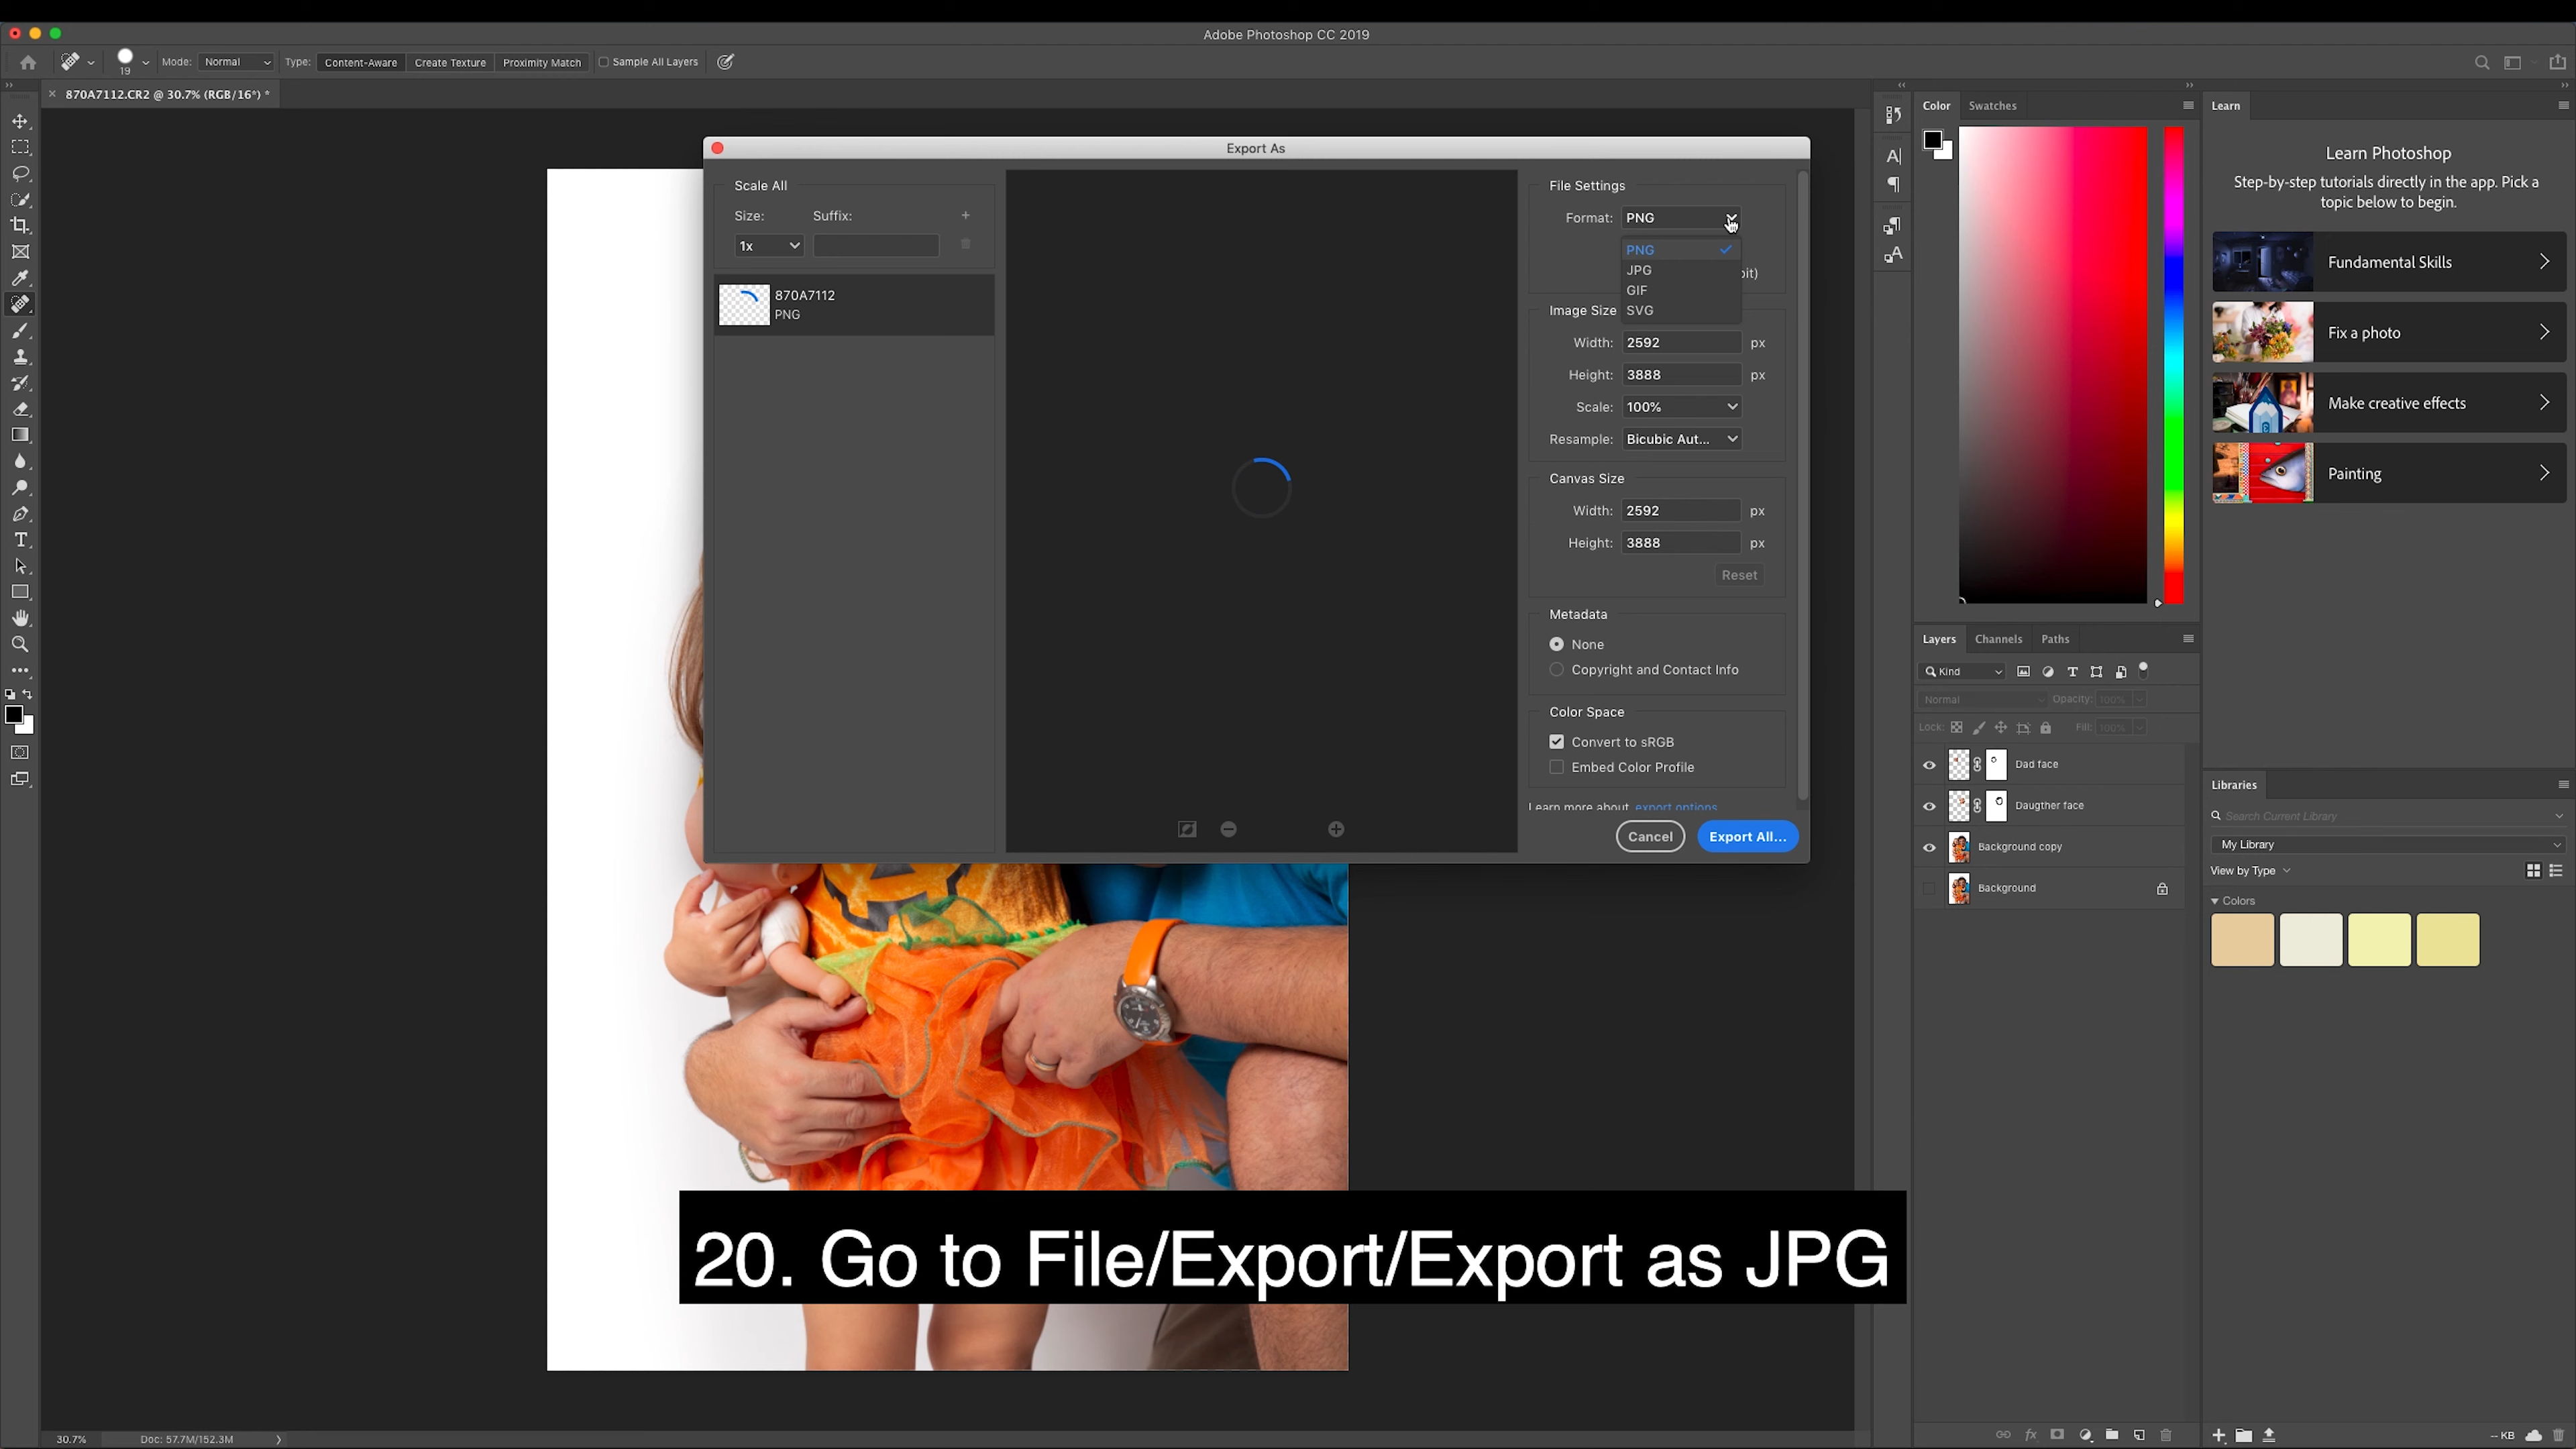 Adobe Photoshop CC 2019
19
Mode: Normal
Type: Content-Aware Create Texture Proximity Match Sample All Layers
870A7112.CR2 @ 30.7% (RGB/16*) *
Export As
Scale All
Size: Suffix:
1x
870A7112
PNG
File Settings
Format: PNG
PNG
JPG
GIF
SVG
Image Size
Width: 2592 px
Height: 3888 px
Scale: 100%
Resample: Bicubic Aut...
Canvas Size
Width: 2592 px
Height: 3888 px
Reset
Metadata
None
Copyright and Contact Info
Color Space
Convert to sRGB
Embed Color Profile
Learn more about export options
Cancel Export All...
Color Swatches
Layers Channels Paths
Kind
Normal Opacity: 100%
Lock: Fill: 100%
Dad face
Daugther face
Background copy
Background
Learn
Learn Photoshop
Step-by-step tutorials directly in the app. Pick a
topic below to begin.
Fundamental Skills
Fix a photo
Make creative effects
Painting
Libraries
Search Current Library
My Library
View by Type
Colors
-- KB
20. Go to File/Export/Export as JPG
30.7% Doc: 57.7M/152.3M